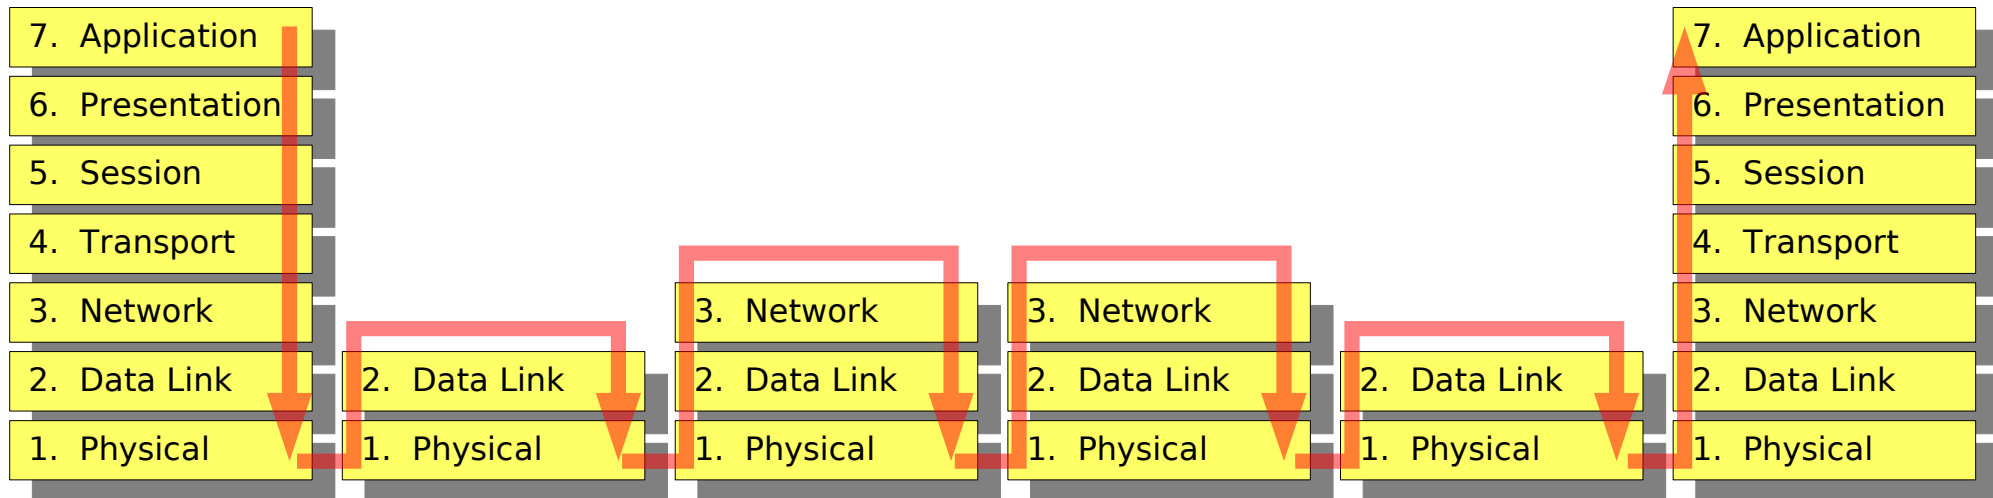 7. Application
6. Presentation
5. Session
4. Transport
3. Network
2. Data Link
1. Physical
2. Data Link
1. Physical
3. Network
2. Data Link
1. Physical
3. Network
2. Data Link
1. Physical
2. Data Link
1. Physical
7. Application
6. Presentation
5. Session
4. Transport
3. Network
2. Data Link
1. Physical